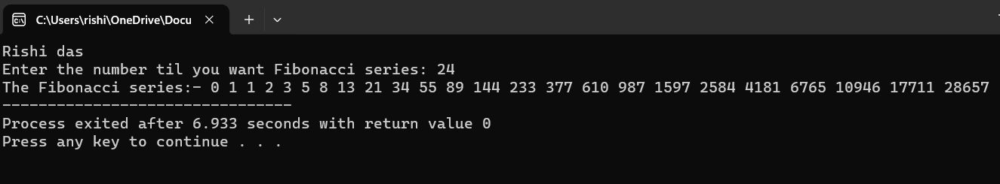 C:\Users\rishi\OneDrive\Docu
Rishi das
Enter the number til you want Fibonacci series: 24
The Fibonacci series:- 0 1 1 2 3 5 8 13 21 34 55 89 144 233 377 610 987 1597 2584 4181 6765 10946 17711 28657
--------------------------------
Process exited after 6.933 seconds with return value 0
Press any key to continue . . .